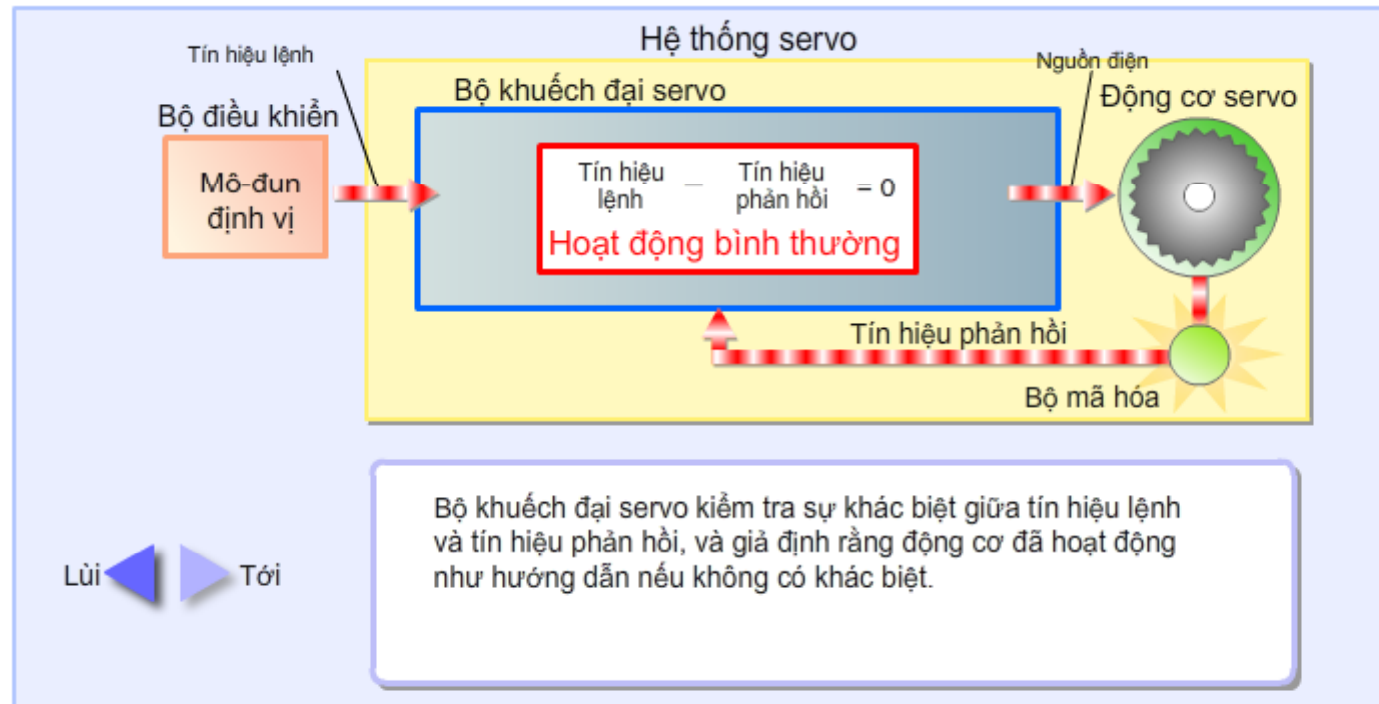 Hệ thống servo
Tín hiệu lệnh
Nguồn điện
Bộ khuếch đại servo
Động cơ servo
Bộ điều khiển
Mô-đun
định vị
Tín hiệu
lệnh
–
Tín hiệu
phản hồi
= 0
Hoạt động bình thường
Tín hiệu phản hồi
Bộ mã hóa
Bộ khuếch đại servo kiểm tra sự khác biệt giữa tín hiệu lệnh
và tín hiệu phản hồi, và giả định rằng động cơ đã hoạt động
như hướng dẫn nếu không có khác biệt.
Lùi
Tới